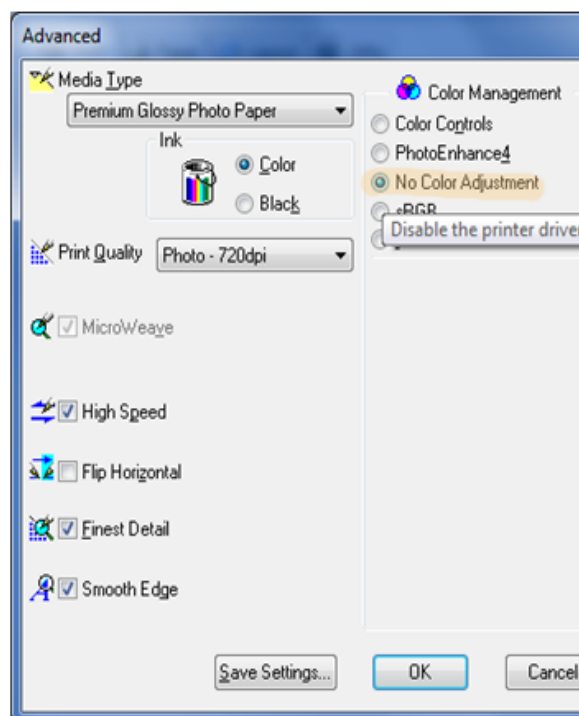 Advanced
Media Type
Premium Glossy Photo Paper
Ink
Color
Black
Print Quality
Photo - 720dpi
MicroWeave
High Speed
Flip Horizontal
Finest Detail
Smooth Edge
Color Management
Color Controls
PhotoEnhance4
No Color Adjustment
sRGB
Disable the printer driver
Save Settings...
OK
Cancel